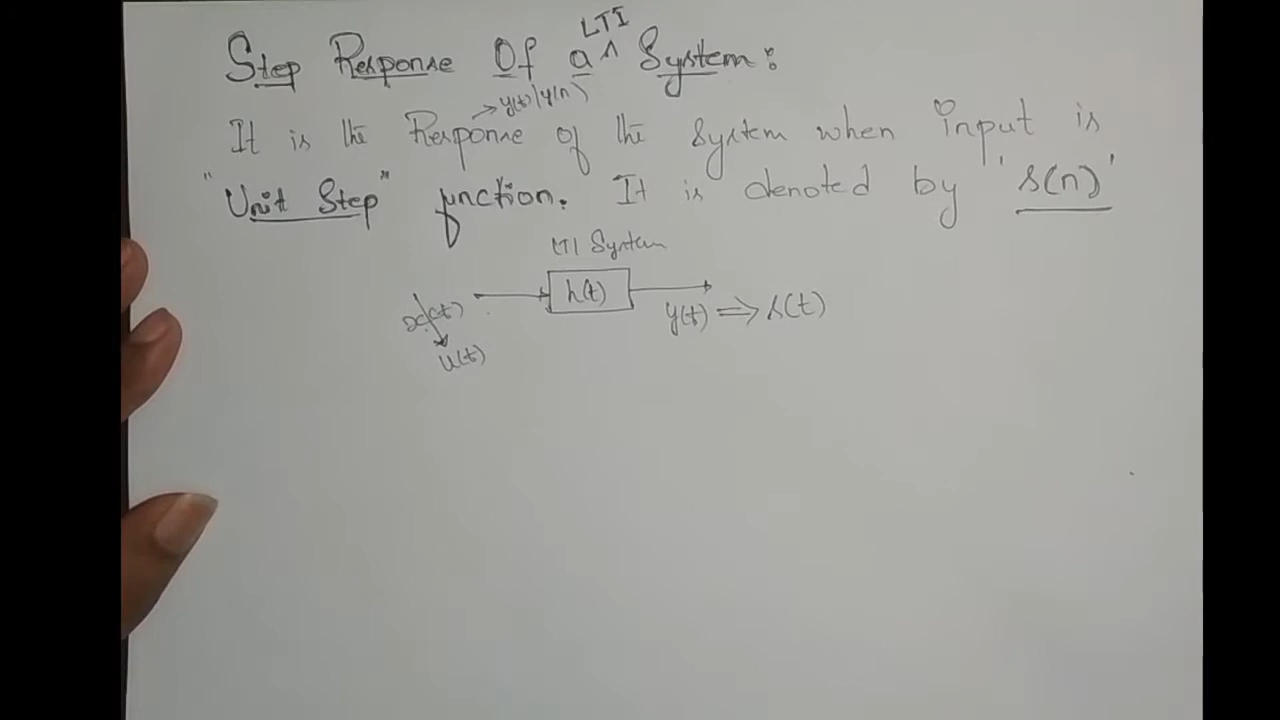 Step Response Of a LTI ^ System :
→ y(t) / y(n)
It is the Response of the system when input is
"Unit Step" function. It is denoted by 's(n)'
LTI System
x(t) h(t) y(t) ⇒ s(t)
u(t)